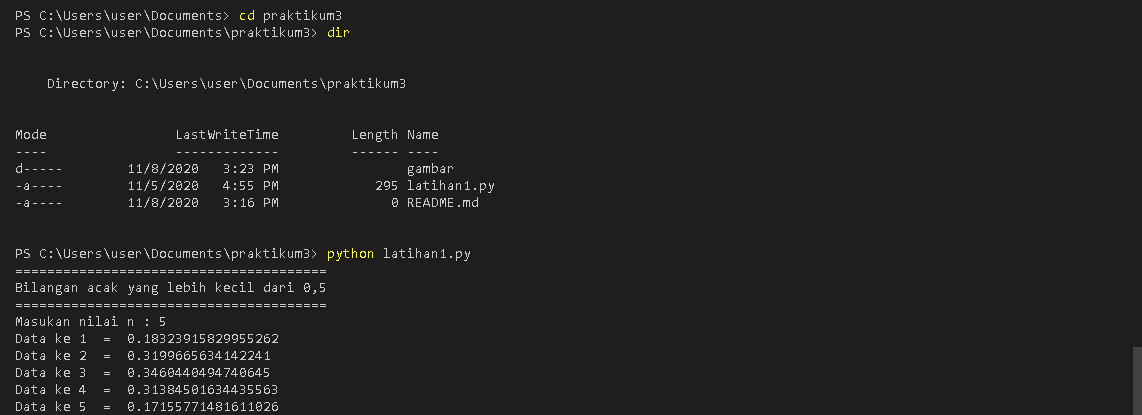 PS C:\Users\user\Documents> cd praktikum3
PS C:\Users\user\Documents\praktikum3> dir
Directory: C:\Users\user\Documents\praktikum3
Mode                LastWriteTime         Length Name
----                -------------         ------ ----
d-----        11/8/2020   3:23 PM                gambar
-a----        11/5/2020   4:55 PM            295 latihan1.py
-a----        11/8/2020   3:16 PM              0 README.md
PS C:\Users\user\Documents\praktikum3> python latihan1.py
=======================================
Bilangan acak yang lebih kecil dari 0,5
=======================================
Masukan nilai n : 5
Data ke 1  =  0.18323915829955262
Data ke 2  =  0.3199665634142241
Data ke 3  =  0.3460440494740645
Data ke 4  =  0.31384501634435563
Data ke 5  =  0.17155771481611026